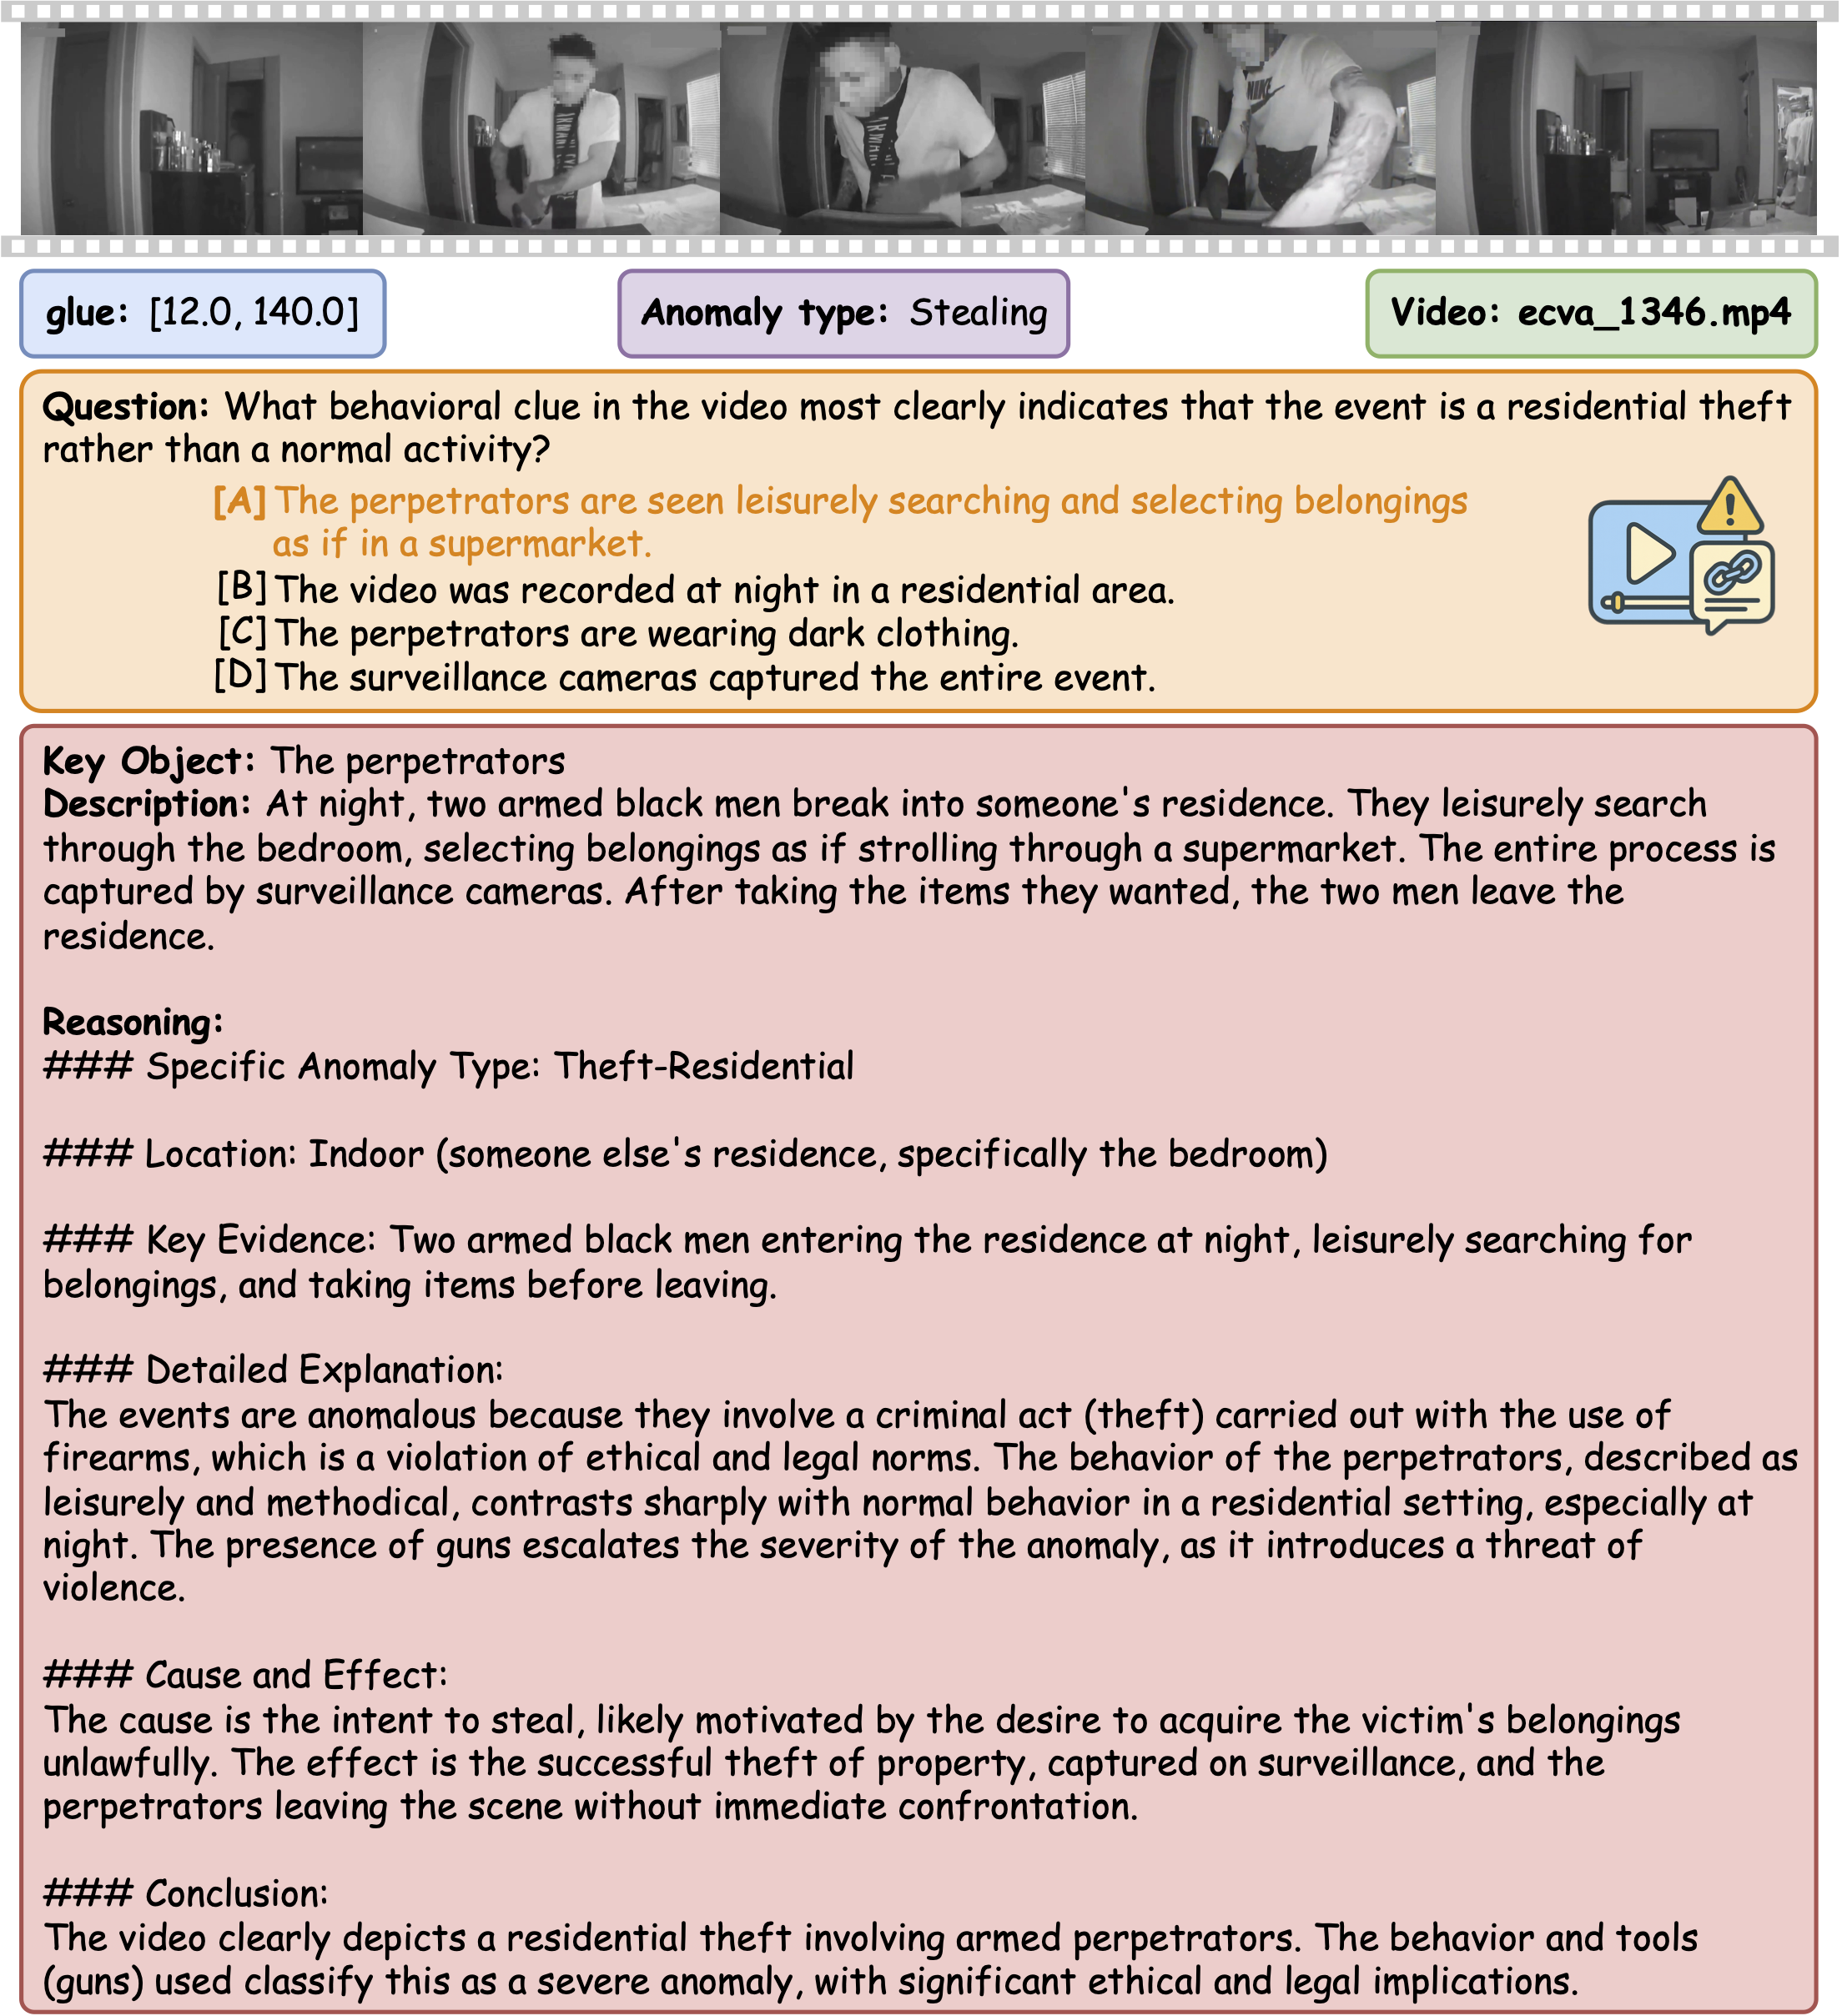 NIKE
glue: [12.0, 140.0]
Anomaly type: Stealing
Video: ecva_1346.mp4
Question: What behavioral clue in the video most clearly indicates that the event is a residential theft
rather than a normal activity?
[A] The perpetrators are seen leisurely searching and selecting belongings
as if in a supermarket.
[B] The video was recorded at night in a residential area.
[C] The perpetrators are wearing dark clothing.
[D] The surveillance cameras captured the entire event.
Key Object: The perpetrators
Description: At night, two armed black men break into someone's residence. They leisurely search
through the bedroom, selecting belongings as if strolling through a supermarket. The entire process is
captured by surveillance cameras. After taking the items they wanted, the two men leave the
residence.
Reasoning:
### Specific Anomaly Type: Theft-Residential
### Location: Indoor (someone else's residence, specifically the bedroom)
### Key Evidence: Two armed black men entering the residence at night, leisurely searching for
belongings, and taking items before leaving.
### Detailed Explanation:
The events are anomalous because they involve a criminal act (theft) carried out with the use of
firearms, which is a violation of ethical and legal norms. The behavior of the perpetrators, described as
leisurely and methodical, contrasts sharply with normal behavior in a residential setting, especially at
night. The presence of guns escalates the severity of the anomaly, as it introduces a threat of
violence.
### Cause and Effect:
The cause is the intent to steal, likely motivated by the desire to acquire the victim's belongings
unlawfully. The effect is the successful theft of property, captured on surveillance, and the
perpetrators leaving the scene without immediate confrontation.
### Conclusion:
The video clearly depicts a residential theft involving armed perpetrators. The behavior and tools
(guns) used classify this as a severe anomaly, with significant ethical and legal implications.